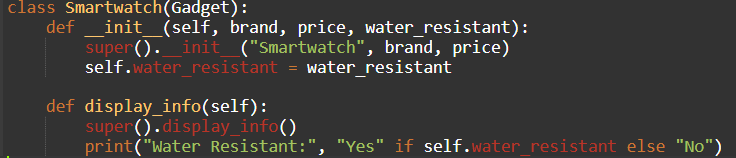 class Smartwatch(Gadget):
    def __init__(self, brand, price, water_resistant):
        super().__init__("Smartwatch", brand, price)
        self.water_resistant = water_resistant

    def display_info(self):
        super().display_info()
        print("Water Resistant:", "Yes" if self.water_resistant else "No")